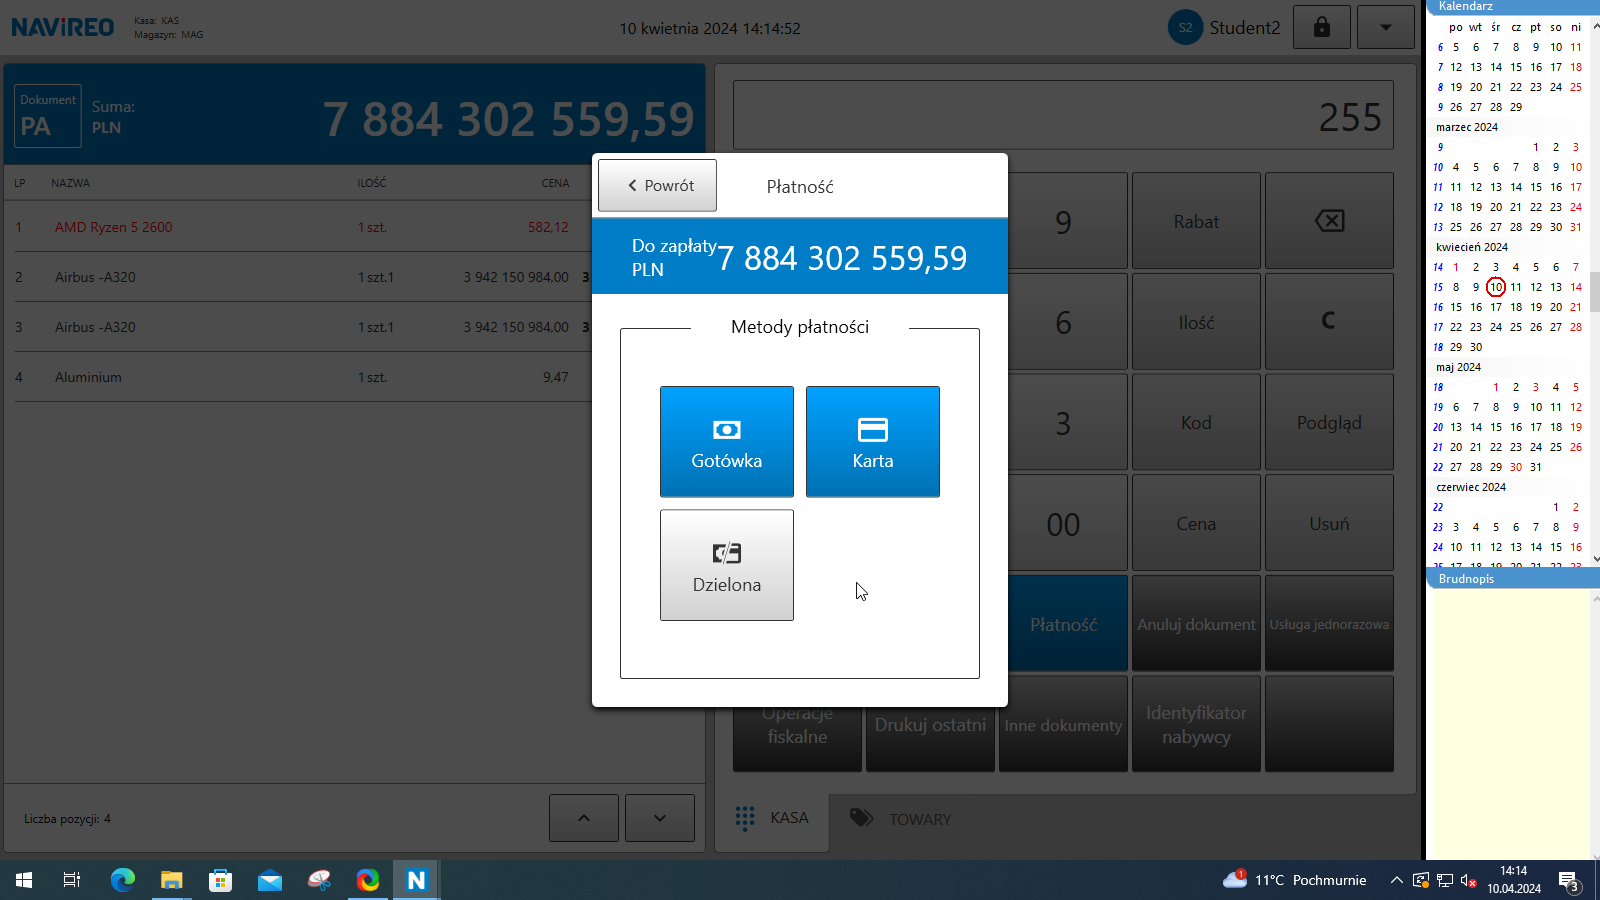 NAViREO
Kasa: KAS
Magazyn: MAG
10 kwietnia 2024 14:14:52
S2 Student2
Dokument
PA
Suma:
PLN
7 884 302 559,59
255
LP NAZWA ILOŚĆ CENA
1 AMD Ryzen 5 2600 1 szt. 582,12
2 Airbus -A320 1 szt.1 3 942 150 984,00 3
3 Airbus -A320 1 szt.1 3 942 150 984,00 3
4 Aluminium 1 szt. 9,47
Liczba pozycji: 4
Powrót
Płatność
Do zapłaty
PLN
7 884 302 559,59
Metody płatności
Gotówka
Karta
Dzielona
9 Rabat
6 Ilość C
3 Kod Podgląd
00 Cena Usuń
Płatność Anuluj dokument Usługa jednorazowa
Operacje fiskalne Drukuj ostatni Inne dokumenty Identyfikator nabywcy
KASA TOWARY
Kalendarz
po wt śr cz pt so ni
6 5 6 7 8 9 10 11
7 12 13 14 15 16 17 18
8 19 20 21 22 23 24 25
9 26 27 28 29
marzec 2024
9 1 2 3
10 4 5 6 7 8 9 10
11 11 12 13 14 15 16 17
12 18 19 20 21 22 23 24
13 25 26 27 28 29 30 31
kwiecień 2024
14 1 2 3 4 5 6 7
15 8 9 10 11 12 13 14
16 15 16 17 18 19 20 21
17 22 23 24 25 26 27 28
18 29 30
maj 2024
18 1 2 3 4 5
19 6 7 8 9 10 11 12
20 13 14 15 16 17 18 19
21 20 21 22 23 24 25 26
22 27 28 29 30 31
czerwiec 2024
22 1 2
23 3 4 5 6 7 8 9
24 10 11 12 13 14 15 16
25 17 18 19 20 21 22 23
Brudnopis
N
1 11°C Pochmurnie
14:14
10.04.2024
3